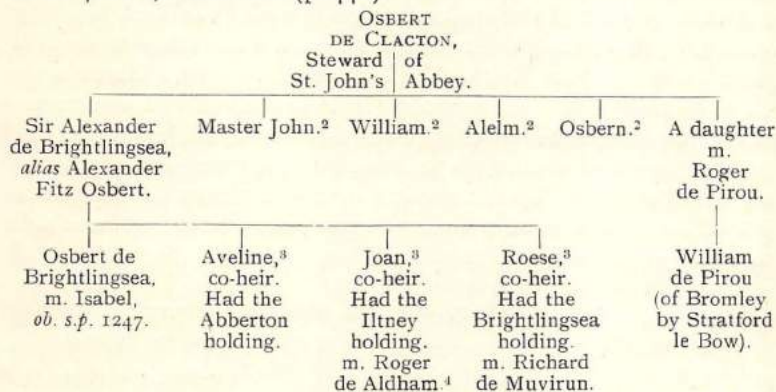 OSBERT
DE CLACTON,
Steward of
St. John's Abbey.
Sir Alexander
de Brightlingsea,
alias Alexander
Fitz Osbert.
Master John.²
William.²
Alelm.²
Osbern.²
A daughter
m.
Roger
de Pirou.
Osbert de
Brightlingsea,
m. Isabel,
ob. s.p. 1247.
Aveline,³
co-heir.
Had the
Abberton
holding.
Joan,³
co-heir.
Had the
Iltney
holding.
m. Roger
de Aldham.⁴
Roese,³
co-heir.
Had the
Brightlingsea
holding.
m. Richard
de Muvirun.
William
de Pirou
(of Bromley
by Stratford
le Bow).